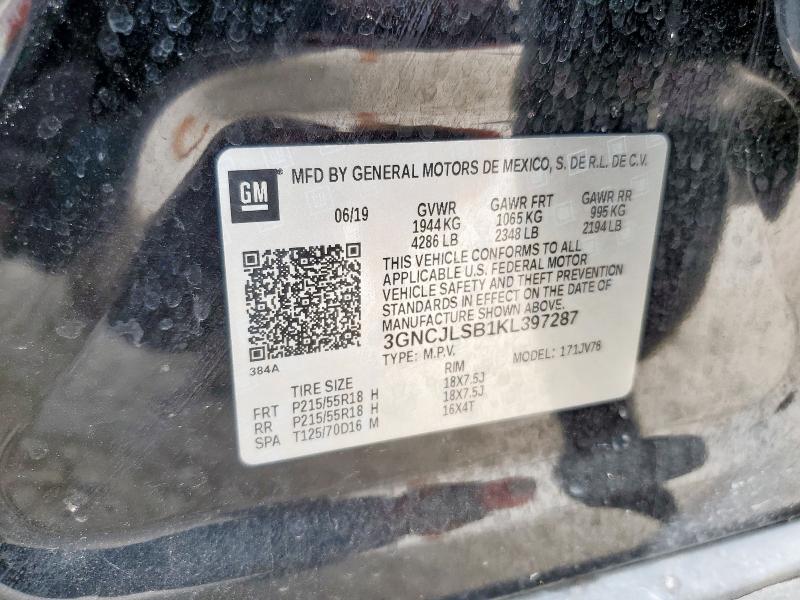 GM
MFD BY GENERAL MOTORS DE MEXICO, S. DE R.L. DE C.V.
06/19 GVWR GAWR FRT GAWR RR
1944 KG 1065 KG 995 KG
4286 LB 2348 LB 2194 LB
THIS VEHICLE CONFORMS TO ALL
APPLICABLE U.S. FEDERAL MOTOR
VEHICLE SAFETY AND THEFT PREVENTION
STANDARDS IN EFFECT ON THE DATE OF
MANUFACTURE SHOWN ABOVE.
3GNCJLSB1KL397287
TYPE: M.P.V. MODEL: 171JV76
384A
TIRE SIZE RIM
FRT P215/55R18 H 18X7.5J
RR P215/55R18 H 18X7.5J
SPA T125/70D16 M 16X4T